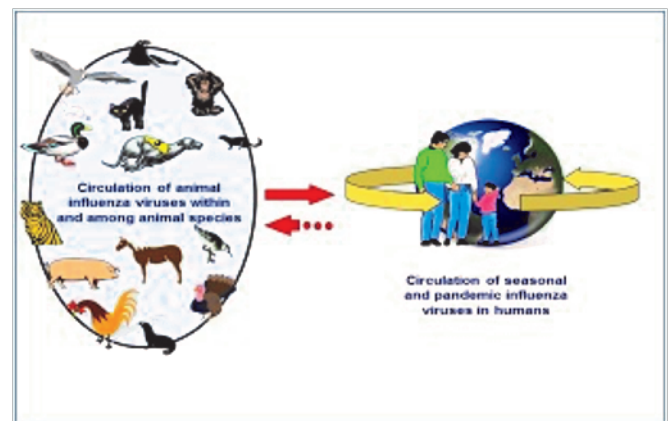 Circulation of animal
influenza viruses within
and among animal species
Circulation of seasonal
and pandemic influenza
viruses in humans